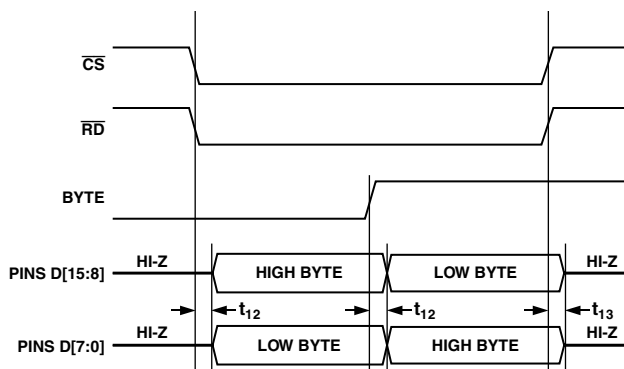 CS
RD
BYTE
HI-Z HIGH BYTE LOW BYTE HI-Z
PINS D[15:8]
t12 t12 t13
HI-Z LOW BYTE HIGH BYTE HI-Z
PINS D[7:0]